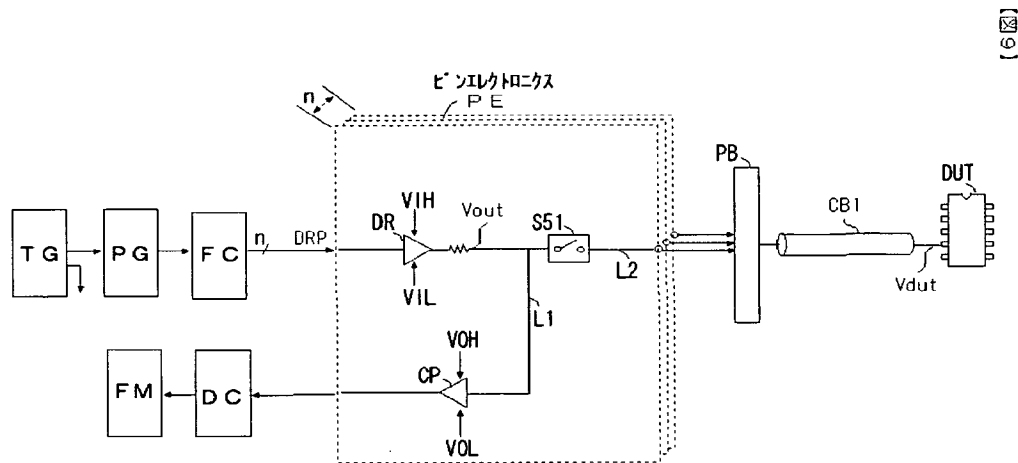 【図6】
ピンエレクトロニクス
PE
n
PB
DUT
VIH
DR
Vout
S51
CB1
TG
PG
FC
n
DRP
L2
Vdut
VIL
L1
VOH
FM
DC
CP
VOL